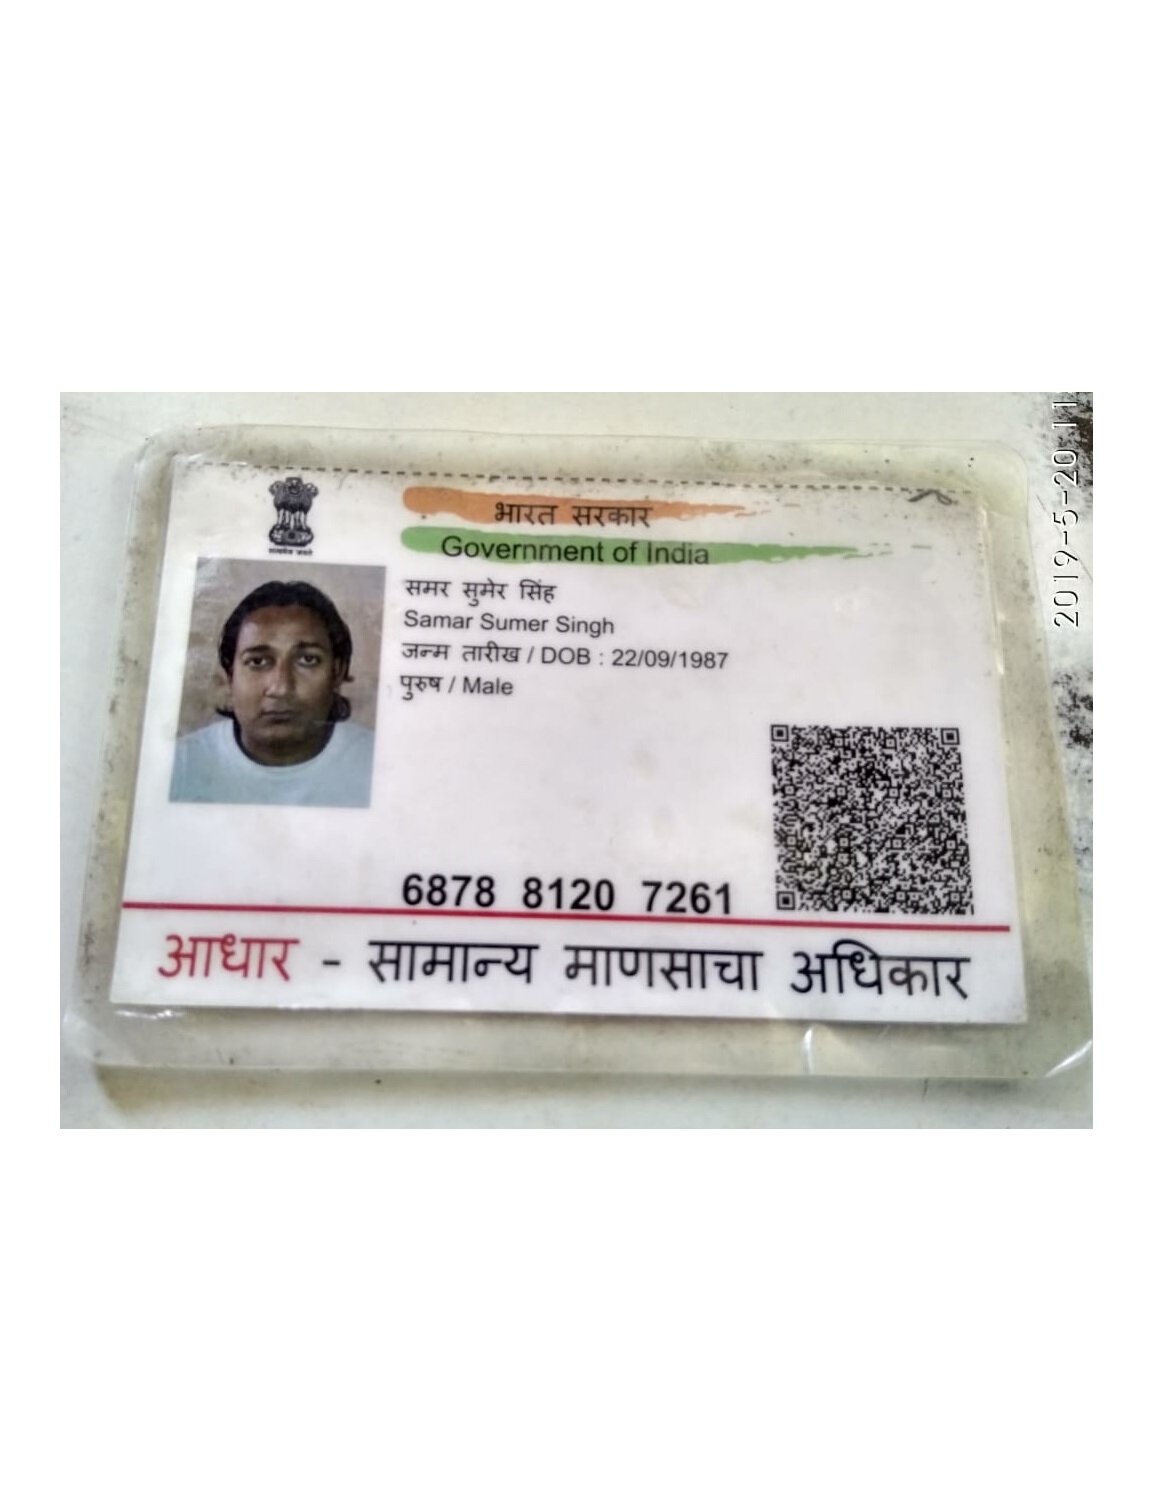 सत्यमेव जयते
भारत सरकार
Government of India
समर सुमेर सिंह
Samar Sumer Singh
जन्म तारीख / DOB : 22/09/1987
पुरुष / Male
6878 8120 7261
आधार - सामान्य माणसाचा अधिकार
2019-5-20 11